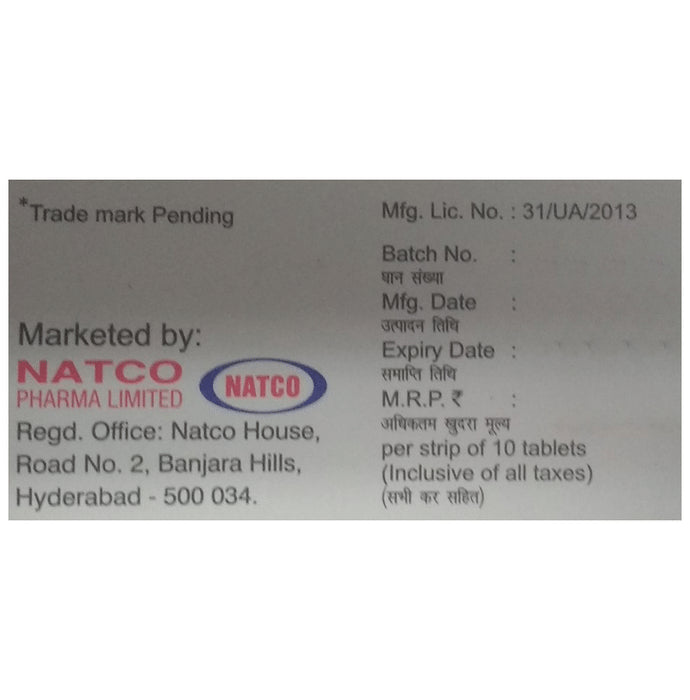 *Trade mark Pending
Marketed by:
NATCO
PHARMA LIMITED
NATCO
Regd. Office: Natco House,
Road No. 2, Banjara Hills,
Hyderabad - 500 034.
Mfg. Lic. No. : 31/UA/2013
Batch No. :
घान संख्या
Mfg. Date :
उत्पादन तिथि
Expiry Date :
समाप्ति तिथि
M.R.P. ₹ :
अधिकतम खुदरा मूल्य
per strip of 10 tablets
(Inclusive of all taxes)
(सभी कर सहित)